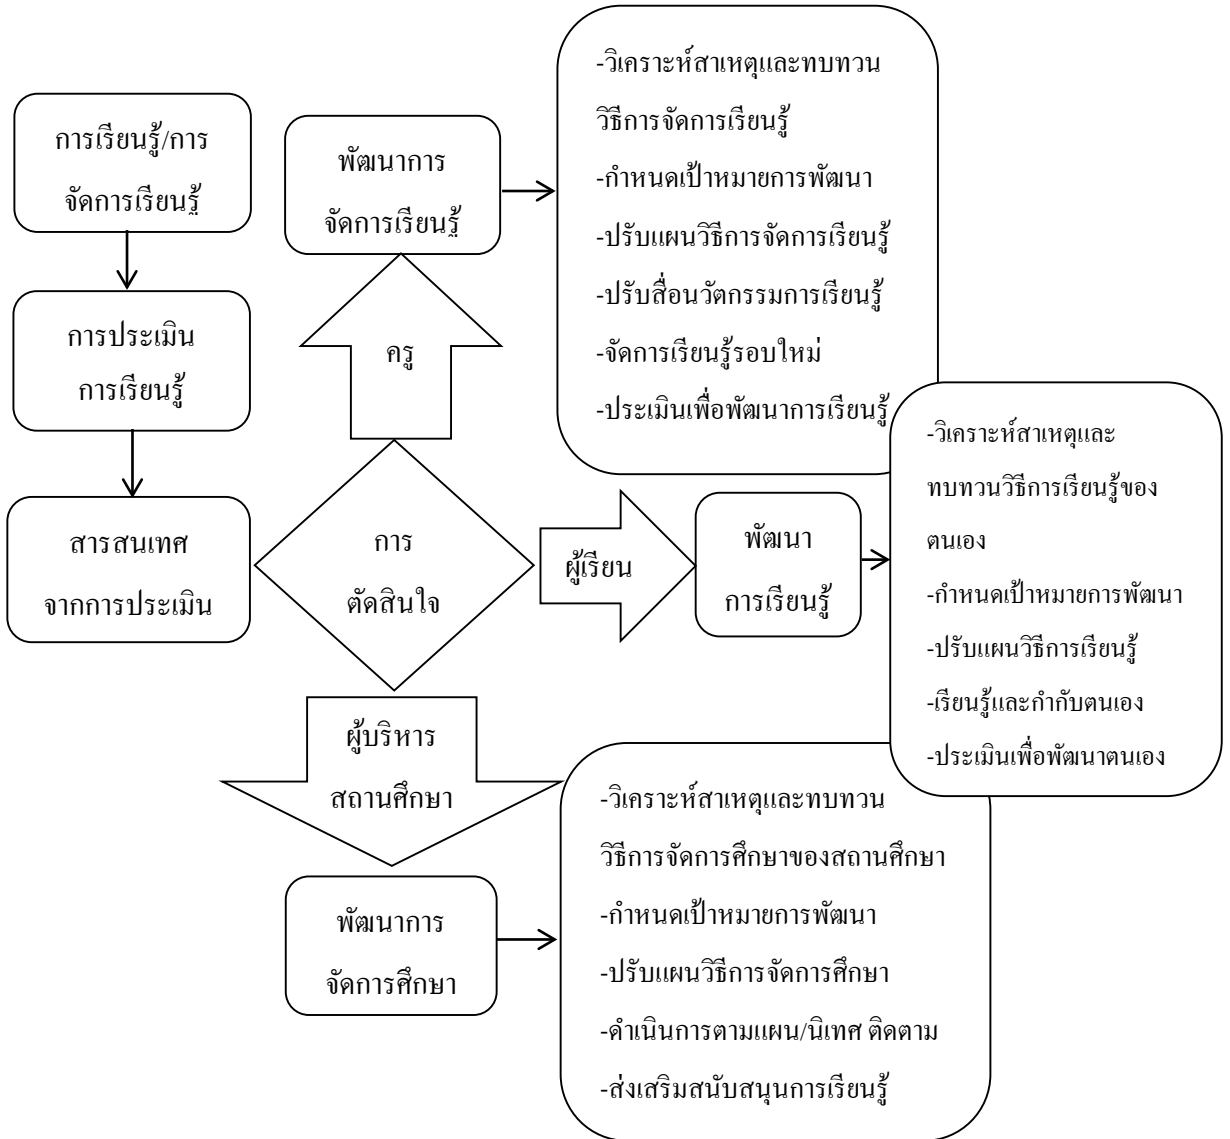 การเรียนรู้/การ
จัดการเรียนรู้
การประเมิน
การเรียนรู้
สารสนเทศ
จากการประเมิน
การ
ตัดสินใจ
ครู
พัฒนาการ
จัดการเรียนรู้
-วิเคราะห์สาเหตุและทบทวน
วิธีการจัดการเรียนรู้
-กำหนดเป้าหมายการพัฒนา
-ปรับแผนวิธีการจัดการเรียนรู้
-ปรับสื่อนวัตกรรมการเรียนรู้
-จัดการเรียนรู้รอบใหม่
-ประเมินเพื่อพัฒนาการเรียนรู้
ผู้เรียน
พัฒนา
การเรียนรู้
-วิเคราะห์สาเหตุและ
ทบทวนวิธีการเรียนรู้ของ
ตนเอง
-กำหนดเป้าหมายการพัฒนา
-ปรับแผนวิธีการเรียนรู้
-เรียนรู้และกำกับตนเอง
-ประเมินเพื่อพัฒนาตนเอง
ผู้บริหาร
สถานศึกษา
พัฒนาการ
จัดการศึกษา
-วิเคราะห์สาเหตุและทบทวน
วิธีการจัดการศึกษาของสถานศึกษา
-กำหนดเป้าหมายการพัฒนา
-ปรับแผนวิธีการจัดการศึกษา
-ดำเนินการตามแผน/นิเทศ ติดตาม
-ส่งเสริมสนับสนุนการเรียนรู้